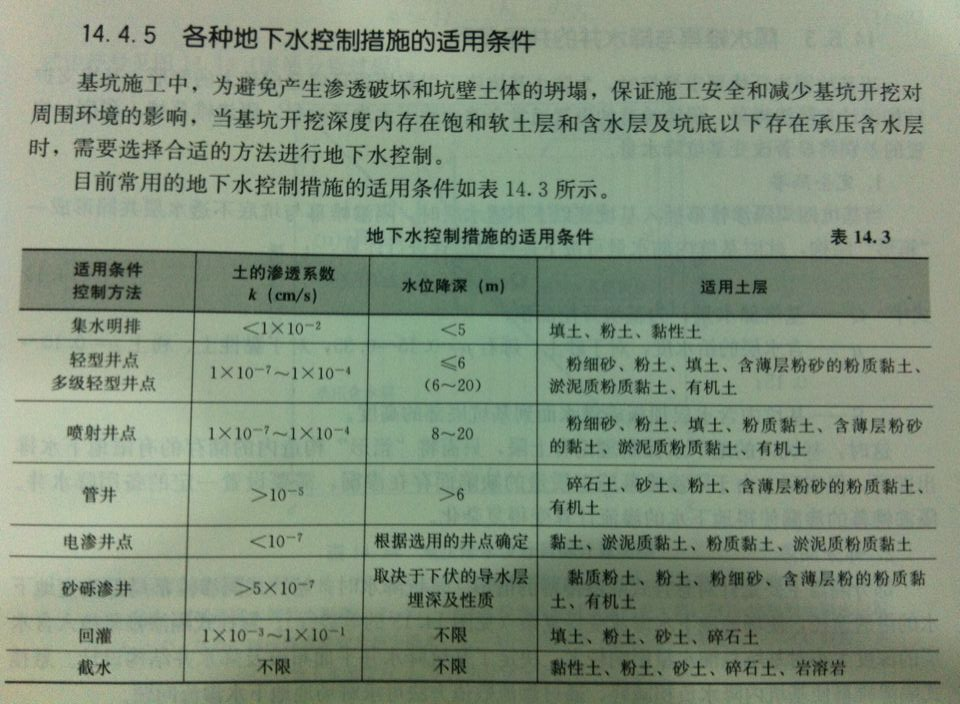 14.4.5 各种地下水控制措施的适用条件
基坑施工中，为避免产生渗透破坏和坑壁土体的坍塌，保证施工安全和减少基坑开挖对
周围环境的影响，当基坑开挖深度内存在饱和软土层和含水层及坑底以下存在承压含水层
时，需要选择合适的方法进行地下水控制。
目前常用的地下水控制措施的适用条件如表 14.3 所示。
地下水控制措施的适用条件 表 14.3
适用条件
控制方法
土的渗透系数
k (cm/s)
水位降深 (m)
适用土层
集水明排 <1×10⁻² <5 填土、粉土、黏性土
轻型井点
多级轻型井点
1×10⁻⁷～1×10⁻⁴
≤6
(6～20)
粉细砂、粉土、填土、含薄层粉砂的粉质黏土、
淤泥质粉质黏土、有机土
喷射井点 1×10⁻⁷～1×10⁻⁴ 8～20
粉细砂、粉土、填土、粉质黏土、含薄层粉砂
的黏土、淤泥质粉质黏土、有机土
管井 >10⁻⁵ >6
碎石土、砂土、粉土、含薄层粉砂的粉质黏土、
有机土
电渗井点 <10⁻⁷ 根据选用的井点确定 黏土、淤泥质黏土、粉质黏土、淤泥质粉质黏土
砂砾渗井 >5×10⁻⁷
取决于下伏的导水层
埋深及性质
黏质粉土、粉土、粉细砂、含薄层粉的粉质黏
土、有机土
回灌 1×10⁻³～1×10⁻¹ 不限 填土、粉土、砂土、碎石土
截水 不限 不限 黏性土、粉土、砂土、碎石土、岩溶岩